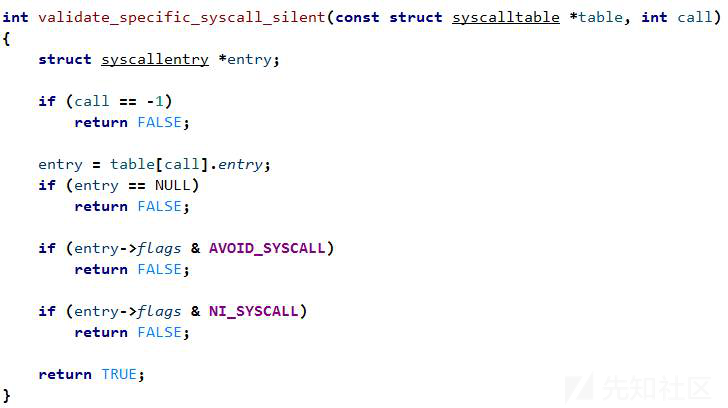 int validate_specific_syscall_silent(const struct syscalltable *table, int call)
{
    struct syscallentry *entry;

    if (call == -1)
        return FALSE;

    entry = table[call].entry;
    if (entry == NULL)
        return FALSE;

    if (entry->flags & AVOID_SYSCALL)
        return FALSE;

    if (entry->flags & NI_SYSCALL)
        return FALSE;

    return TRUE;
}
先知社区